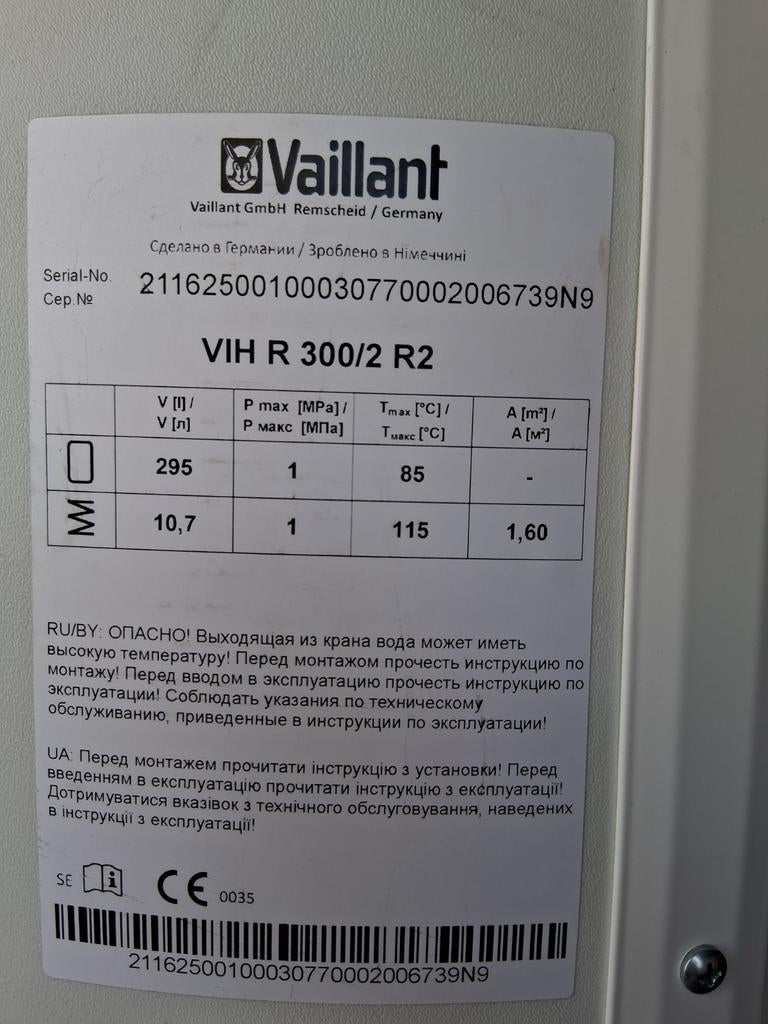 Vaillant
Vaillant GmbH Remscheid / Germany
Сделано в Германии / Зроблено в Німеччині
Serial-No.
Сер.№
21162500100030770002006739N9
VIH R 300/2 R2
V [l] / P max [MPa] / Tmax [°C] / A [m²] /
V [л] P макс [МПа] Tмакс [°C] A [м²]
295 1 85 -
10,7 1 115 1,60
RU/BY: ОПАСНО! Выходящая из крана вода может иметь
высокую температуру! Перед монтажом прочесть инструкцию по
монтажу! Перед вводом в эксплуатацию прочесть инструкцию по
эксплуатации! Соблюдать указания по техническому
обслуживанию, приведенные в инструкции по эксплуатации!
UA: Перед монтажем прочитати інструкцію з установки! Перед
введенням в експлуатацію прочитати інструкцію з експлуатації!
Дотримуватися вказівок з технічного обслуговування, наведених
в інструкції з експлуатації!
SE i CE 0035
21162500100030770002006739N9